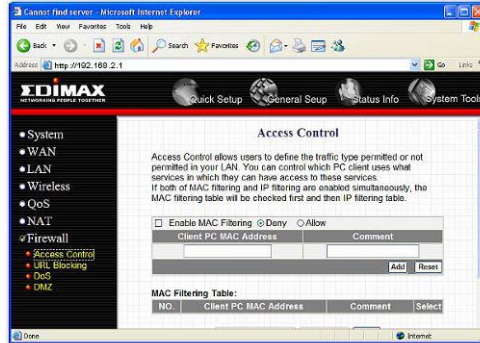 Cannot find server - Microsoft Internet Explorer
File Edit View Favorites Tools Help
Back Search Favorites
Address http://192.168.2.1 Go Links
EDIMAX
NETWORKING PEOPLE TOGETHER
Quick Setup General Seup Status Info System Tools
System
WAN
LAN
Wireless
QoS
NAT
Firewall
Access Control
URL Blocking
DoS
DMZ
Access Control
Access Control allows users to define the traffic type permitted or not
permitted in your LAN. You can control which PC client uses what
services in which they can have access to these services.
If both of MAC filtering and IP filtering are enabled simultaneously, the
MAC filtering table will be checked first and then IP filtering table.
Enable MAC Filtering Deny Allow
Client PC MAC Address Comment
Add Reset
MAC Filtering Table:
NO. Client PC MAC Address Comment Select
Done Internet